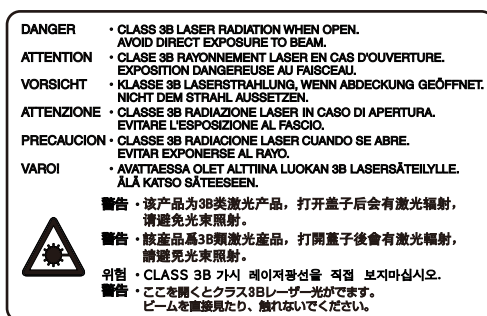 DANGER · CLASS 3B LASER RADIATION WHEN OPEN.
AVOID DIRECT EXPOSURE TO BEAM.
ATTENTION · CLASE 3B RAYONNEMENT LASER EN CAS D'OUVERTURE.
EXPOSITION DANGEREUSE AU FAISCEAU.
VORSICHT · KLASSE 3B LASERSTRAHLUNG, WENN ABDECKUNG GEÖFFNET.
NICHT DEM STRAHL AUSSETZEN.
ATTENZIONE · CLASSE 3B RADIAZIONE LASER IN CASO DI APERTURA.
EVITARE L'ESPOSIZIONE AL FASCIO.
PRECAUCION · CLASSE 3B RADIACIONE LASER CUANDO SE ABRE.
EVITAR EXPONERSE AL RAYO.
VAROI · AVATTAESSA OLET ALTTIINA LUOKAN 3B LASERSÄTEILYLLE.
ÄLÄ KATSO SÄTEESEEN.
警告 · 该产品为3B类激光产品，打开盖子后会有激光辐射，
请避免光束照射。
警告 · 該産品爲3B類激光産品，打開蓋子後會有激光輻射，
請避免光束照射。
위험 · CLASS 3B 가시 레이저광선을 직접 보지마십시오.
警告 · ここを開くとクラス3Bレーザー光がでます。
ビームを直接見たり、触れないでください。